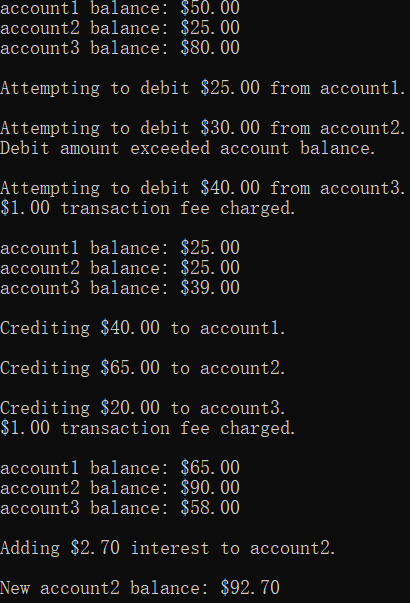 account1 balance: $50.00
account2 balance: $25.00
account3 balance: $80.00
Attempting to debit $25.00 from account1.
Attempting to debit $30.00 from account2.
Debit amount exceeded account balance.
Attempting to debit $40.00 from account3.
$1.00 transaction fee charged.
account1 balance: $25.00
account2 balance: $25.00
account3 balance: $39.00
Crediting $40.00 to account1.
Crediting $65.00 to account2.
Crediting $20.00 to account3.
$1.00 transaction fee charged.
account1 balance: $65.00
account2 balance: $90.00
account3 balance: $58.00
Adding $2.70 interest to account2.
New account2 balance: $92.70